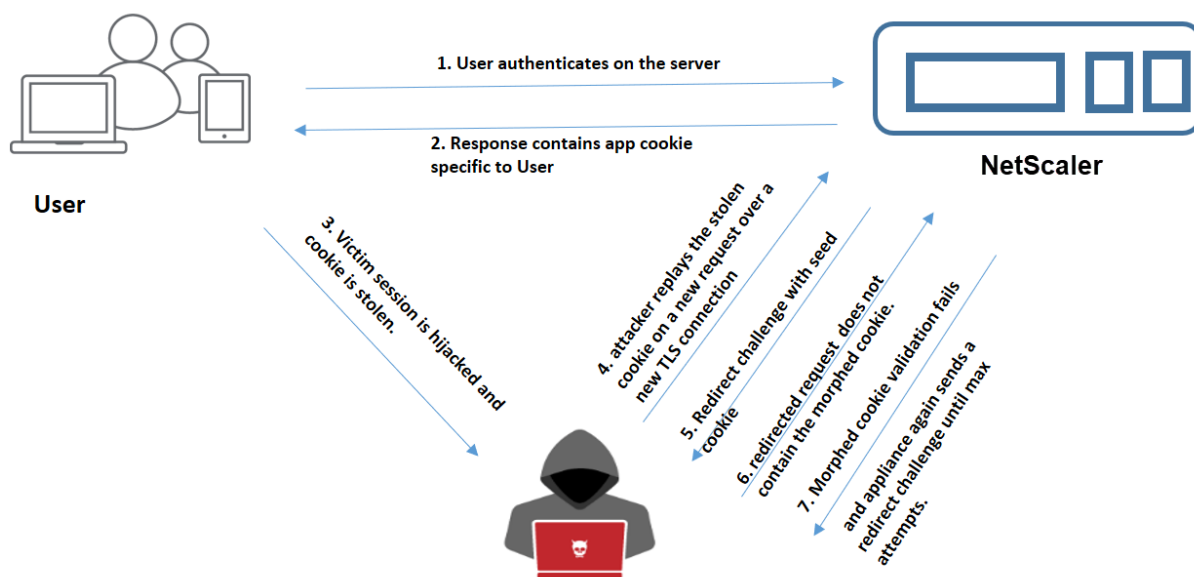 1. User authenticates on the server
2. Response contains app cookie
specific to User
User
NetScaler
3. Victim session is hijacked and
cookie is stolen.
4. attacker replays the stolen
cookie on a new request over a
new TLS connection
5. Redirect challenge with seed
cookie
6. redirected request does not
contain the morphed cookie.
7. Morphed cookie validation fails
and appliance again sends a
redirect challenge until max
attempts.